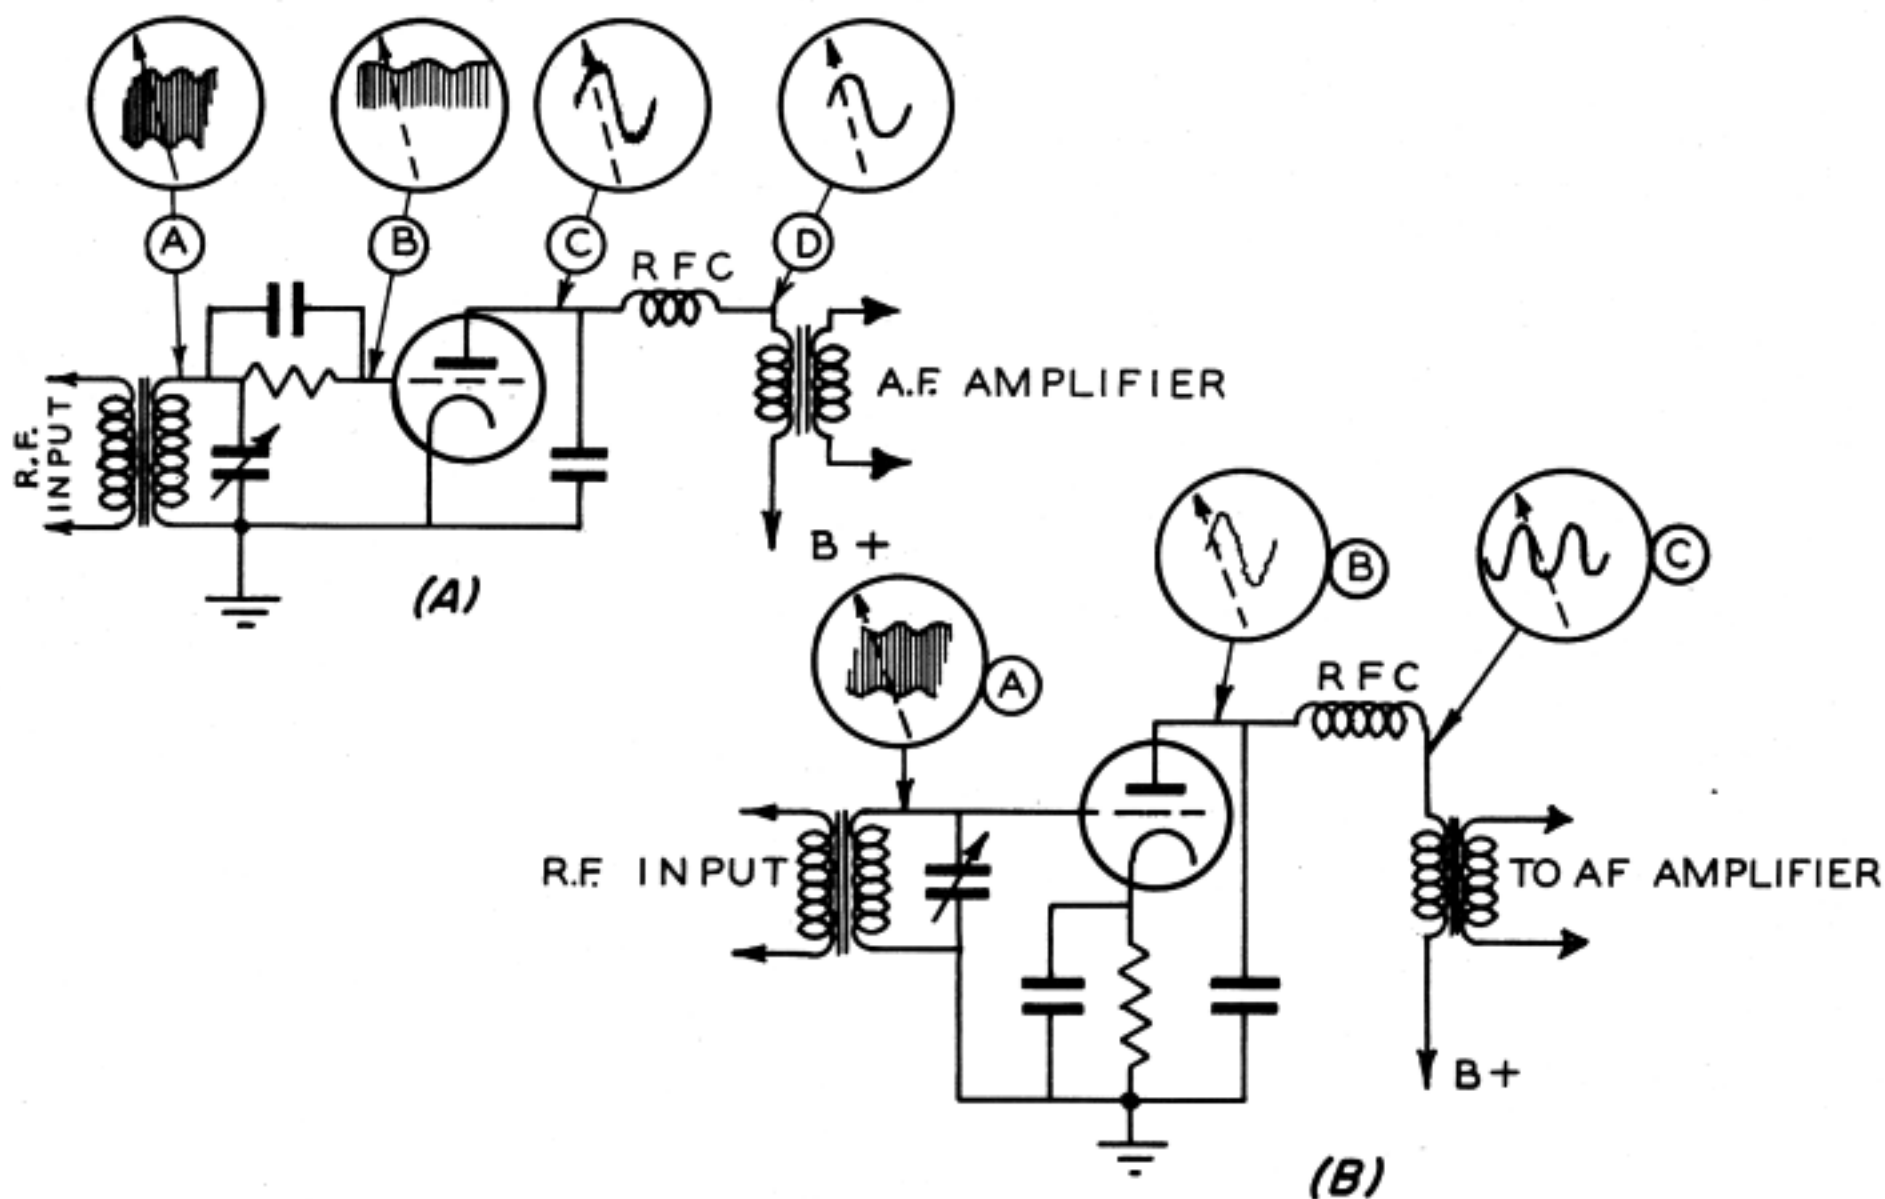 A
B
C
D
RFC
R.F. INPUT
A.F. AMPLIFIER
B+
(A)
A
B
C
RFC
R.F. INPUT
TO AF AMPLIFIER
B+
(B)